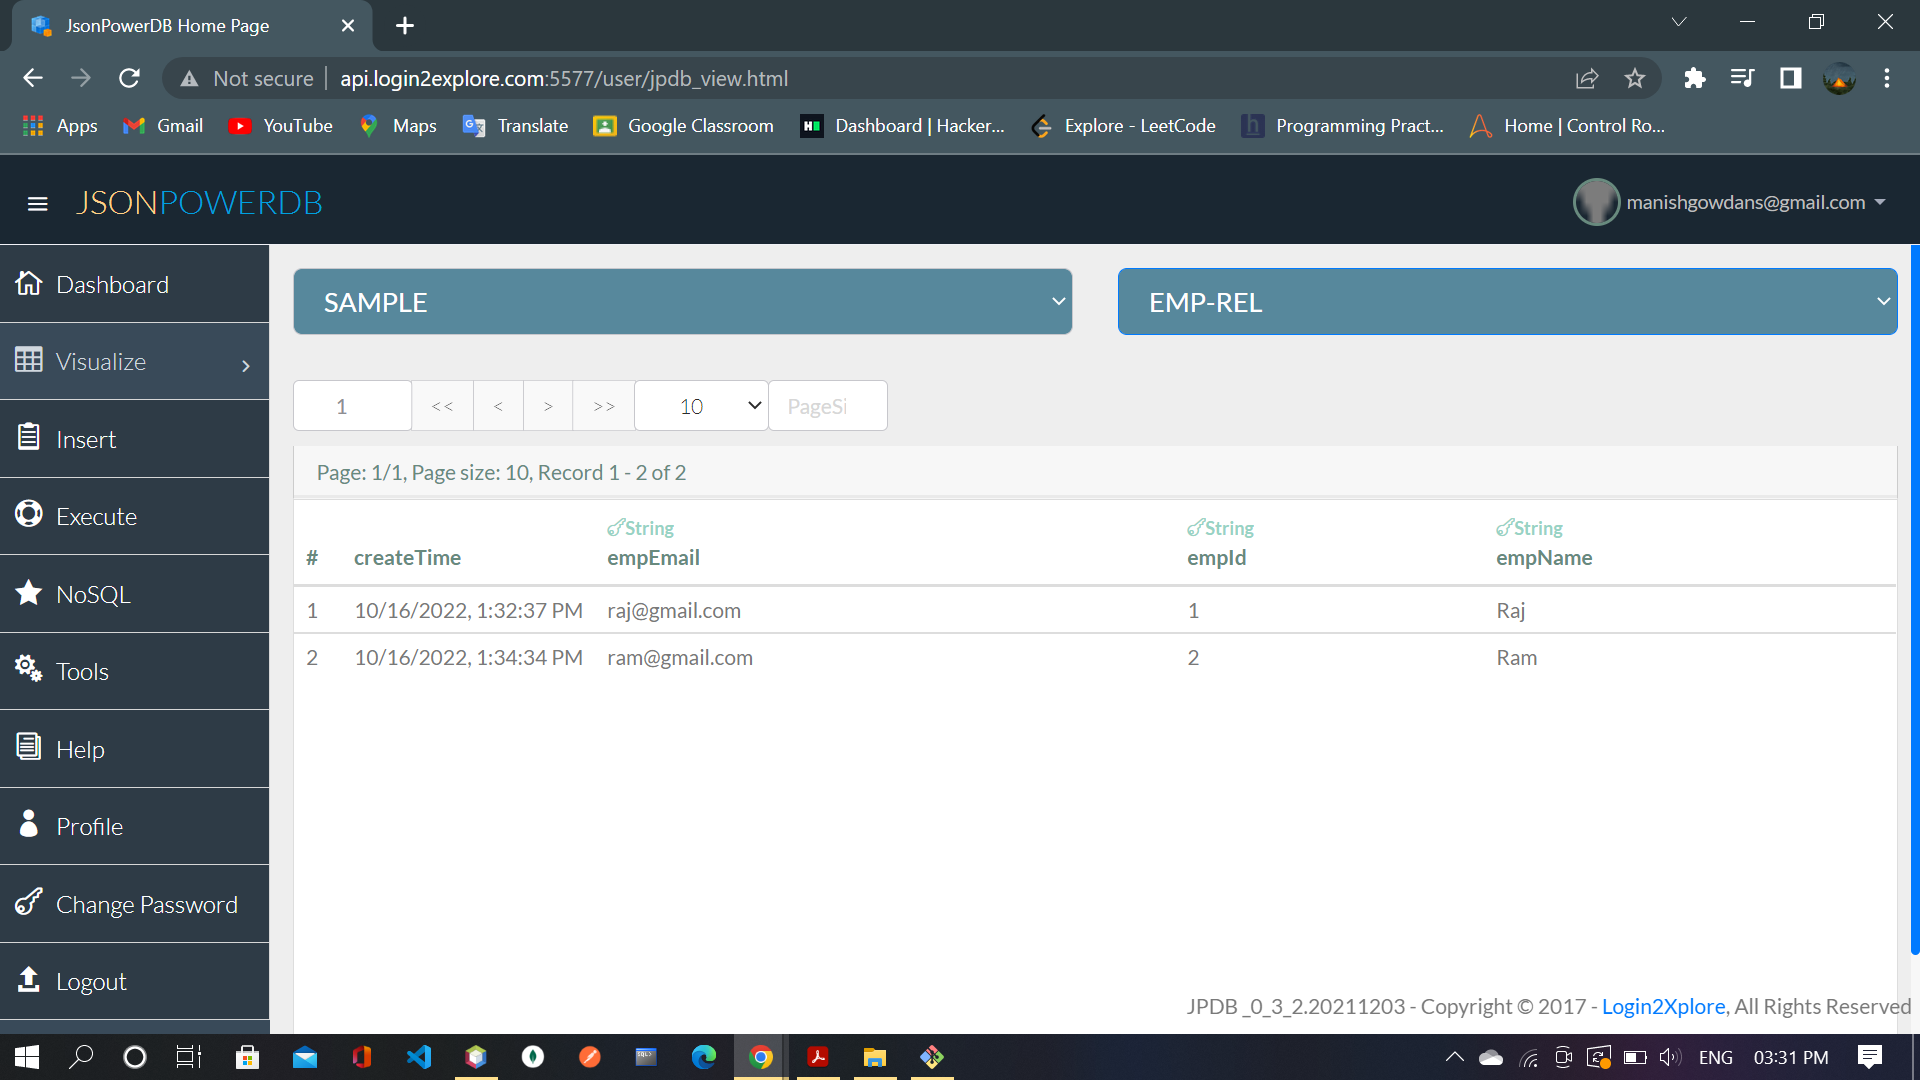 JsonPowerDB Home Page
Not secure api.login2explore.com:5577/user/jpdb_view.html
Apps Gmail YouTube Maps Translate Google Classroom Dashboard | Hacker... Explore - LeetCode Programming Pract... Home | Control Ro...
JSONPOWERDB manishgowdans@gmail.com
Dashboard
Visualize
Insert
Execute
NoSQL
Tools
Help
Profile
Change Password
Logout
SAMPLE EMP-REL
1 << < > >> 10 PageSi
Page: 1/1, Page size: 10, Record 1 - 2 of 2
String String String
# createTime empEmail empId empName
1 10/16/2022, 1:32:37 PM raj@gmail.com 1 Raj
2 10/16/2022, 1:34:34 PM ram@gmail.com 2 Ram
JPDB _0_3_2.20211203 - Copyright © 2017 - Login2Xplore, All Rights Reserved
ENG 03:31 PM